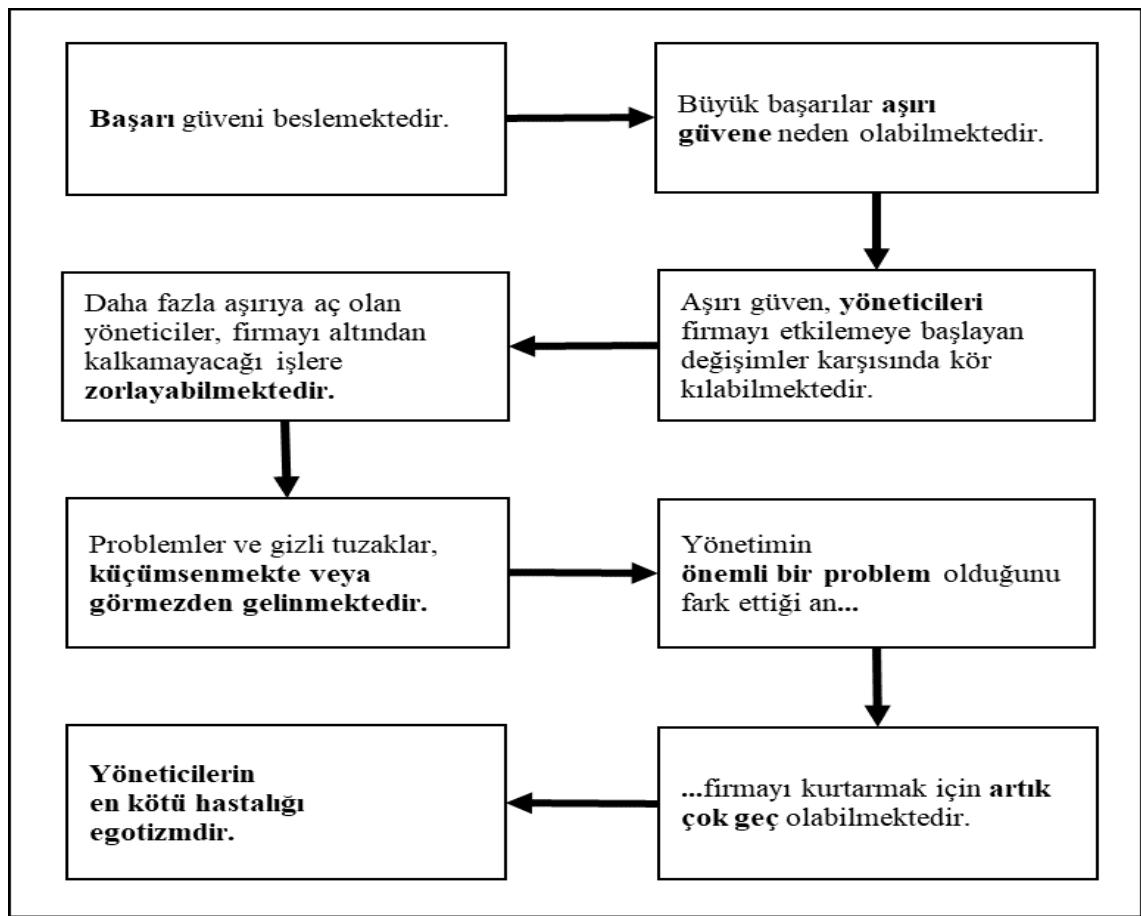 Başarı güveni beslemektedir.
Büyük başarılar aşırı
güvene neden olabilmektedir.
Aşırı güven, yöneticileri
firmayı etkilemeye başlayan
değişimler karşısında kör
kılabilmektedir.
Daha fazla aşırıya aç olan
yöneticiler, firmayı altından
kalkamayacağı işlere
zorlayabilmektedir.
Problemler ve gizli tuzaklar,
küçümsenmekte veya
görmezden gelinmektedir.
Yönetimin
önemli bir problem olduğunu
fark ettiği an...
...firmayı kurtarmak için artık
çok geç olabilmektedir.
Yöneticilerin
en kötü hastalığı
egotizmdir.